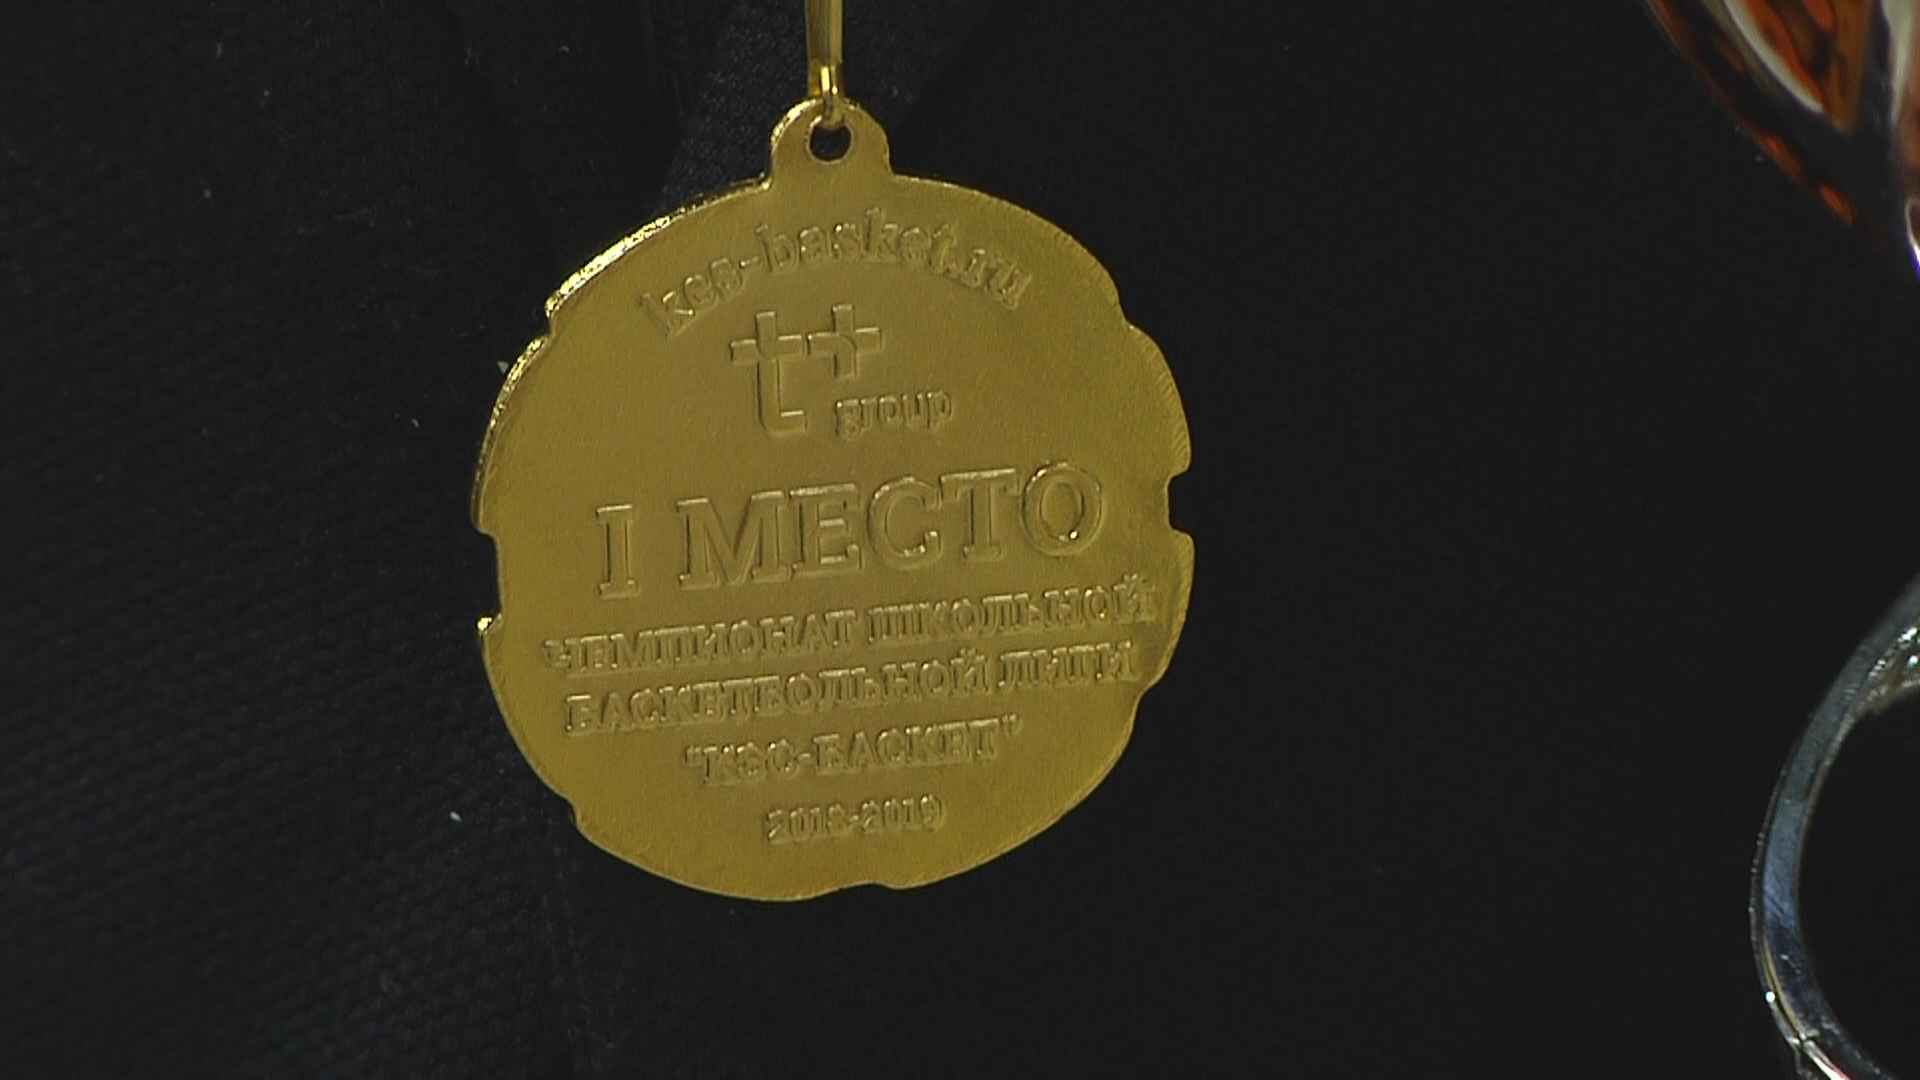 kes-basket.ru
t+
group
I МЕСТО
ЧЕМПИОНАТ ШКОЛЬНОЙ
БАСКЕТБОЛЬНОЙ ЛИГИ
"КЭС-БАСКЕТ"
2018-2019